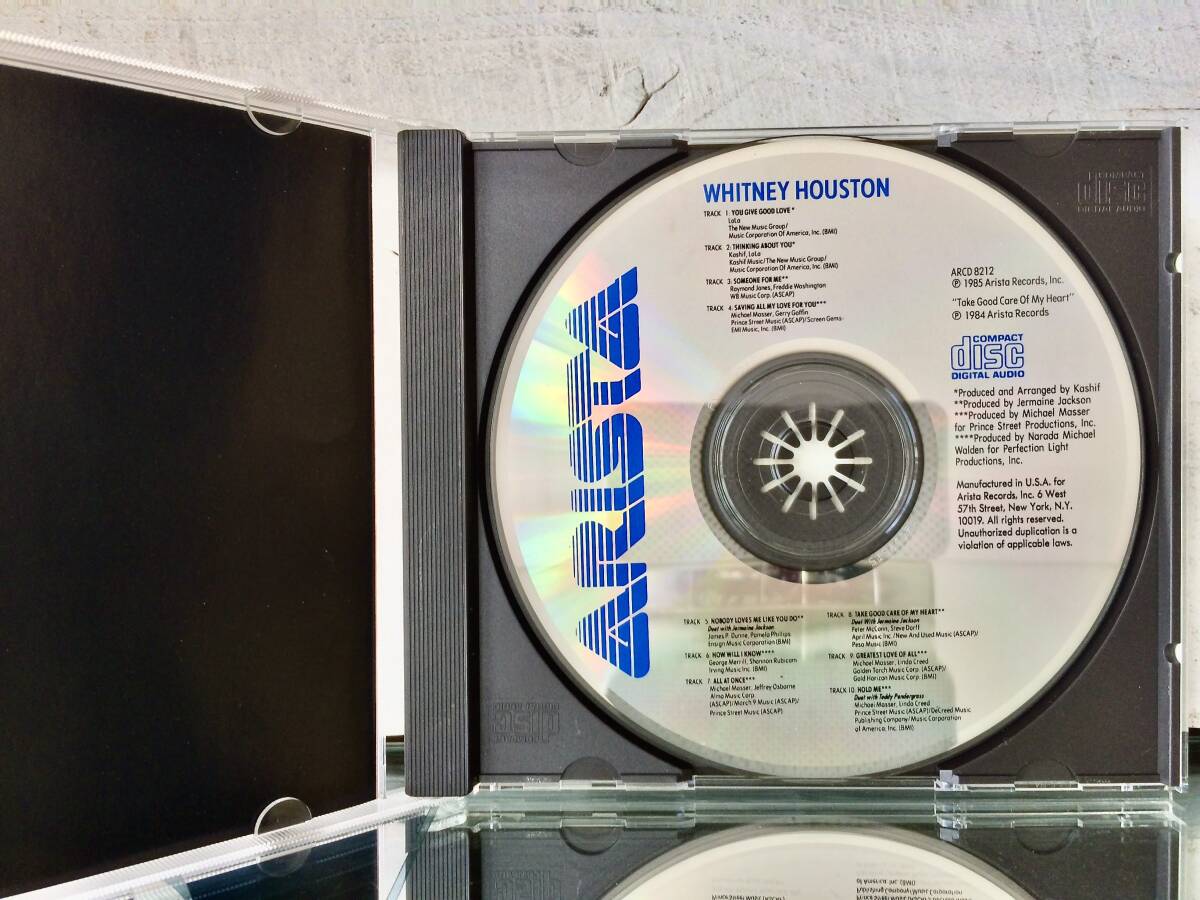 WHITNEY HOUSTON
TRACK 1: YOU GIVE GOOD LOVE*
LaLa
The New Music Group/
Music Corporation Of America, Inc. (BMI)
TRACK 2: THINKING ABOUT YOU*
Kashif, LaLa
Kashif Music/The New Music Group/
Music Corporation Of America, Inc. (BMI)
TRACK 3: SOMEONE FOR ME**
Raymond Jones, Freddie Washington
WB Music Corp. (ASCAP)
TRACK 4: SAVING ALL MY LOVE FOR YOU***
Michael Masser, Gerry Goffin
Prince Street Music (ASCAP)/Screen Gems-
EMI Music, Inc. (BMI)
ARISTA
ARCD 8212
℗ 1985 Arista Records, Inc.
"Take Good Care Of My Heart"
℗ 1984 Arista Records
COMPACT
disc
DIGITAL AUDIO
*Produced and Arranged by Kashif
**Produced by Jermaine Jackson
***Produced by Michael Masser
for Prince Street Productions, Inc.
****Produced by Narada Michael
Walden for Perfection Light
Productions, Inc.
Manufactured in U.S.A. for
Arista Records, Inc. 6 West
57th Street, New York, N.Y.
10019. All rights reserved.
Unauthorized duplication is a
violation of applicable laws.
TRACK 5: NOBODY LOVES ME LIKE YOU DO**
Duet with Jermaine Jackson
James P. Dunne, Pamela Phillips
Ensign Music Corporation (BMI)
TRACK 6: HOW WILL I KNOW****
George Merrill, Shannon Rubicam
Irving Music Inc. (BMI)
TRACK 7: ALL AT ONCE***
Michael Masser, Jeffrey Osborne
Almo Music Corp.
(ASCAP)/March 9 Music (ASCAP)/
Prince Street Music (ASCAP)
TRACK 8: TAKE GOOD CARE OF MY HEART**
Duet With Jermaine Jackson
Peter McCann, Steve Dorff
April Music Inc./New And Used Music (ASCAP)/
Peso Music (BMI)
TRACK 9: GREATEST LOVE OF ALL***
Michael Masser, Linda Creed
Golden Torch Music Corp. (ASCAP)/
Gold Horizon Music Corp. (BMI)
TRACK 10: HOLD ME***
Duet with Teddy Pendergrass
Michael Masser, Linda Creed
Prince Street Music (ASCAP)/DeCreed Music
Publishing Company/Music Corporation
of America, Inc. (BMI)
COMPACT
disc
DIGITAL AUDIO
COMPACT
disc
DIGITAL AUDIO